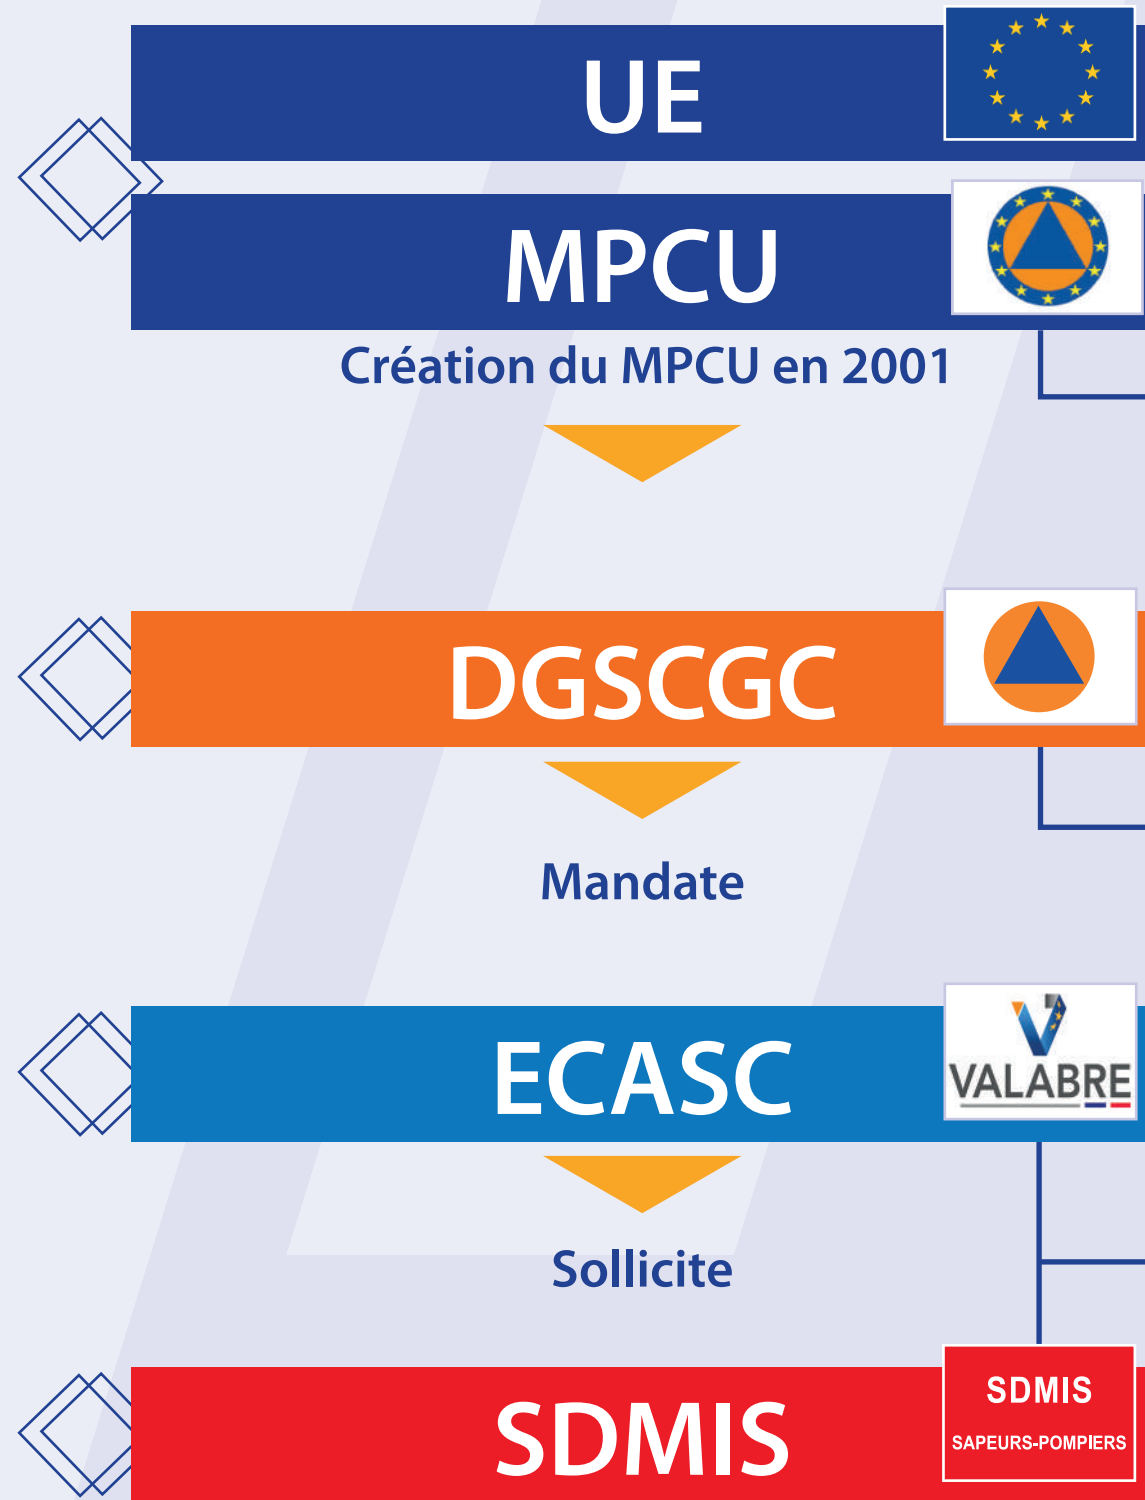 UE
MPCU
Création du MPCU en 2001
DGSCGC
Mandate
ECASC
VALABRE
Sollicite
SDMIS
SDMIS
SAPEURS-POMPIERS